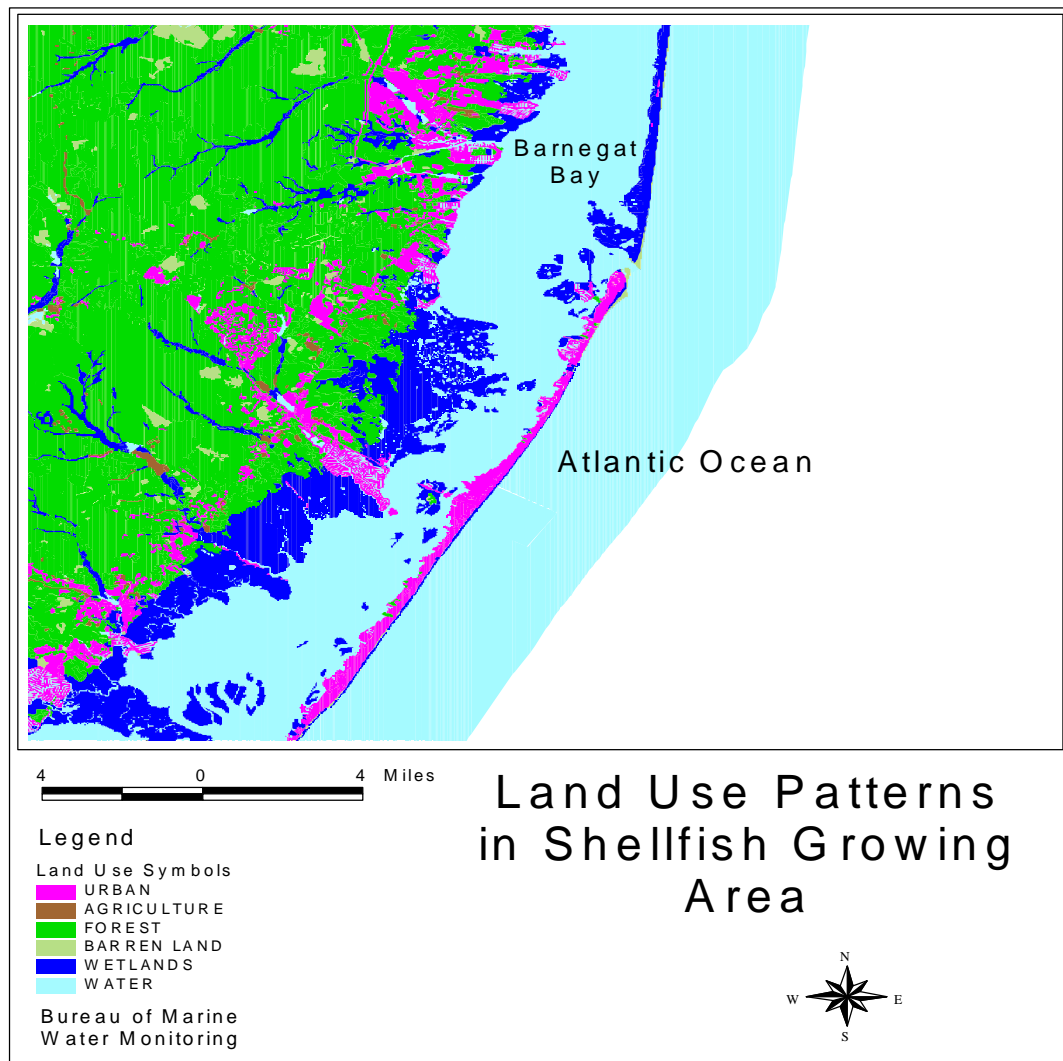 Barnegat
Bay
Atlantic Ocean
4 0 4 Miles
Land Use Patterns
in Shellfish Growing
Area
Legend
Land Use Symbols
URBAN
AGRICULTURE
FOREST
BARREN LAND
WETLANDS
WATER
Bureau of Marine
Water Monitoring
N
W E
S